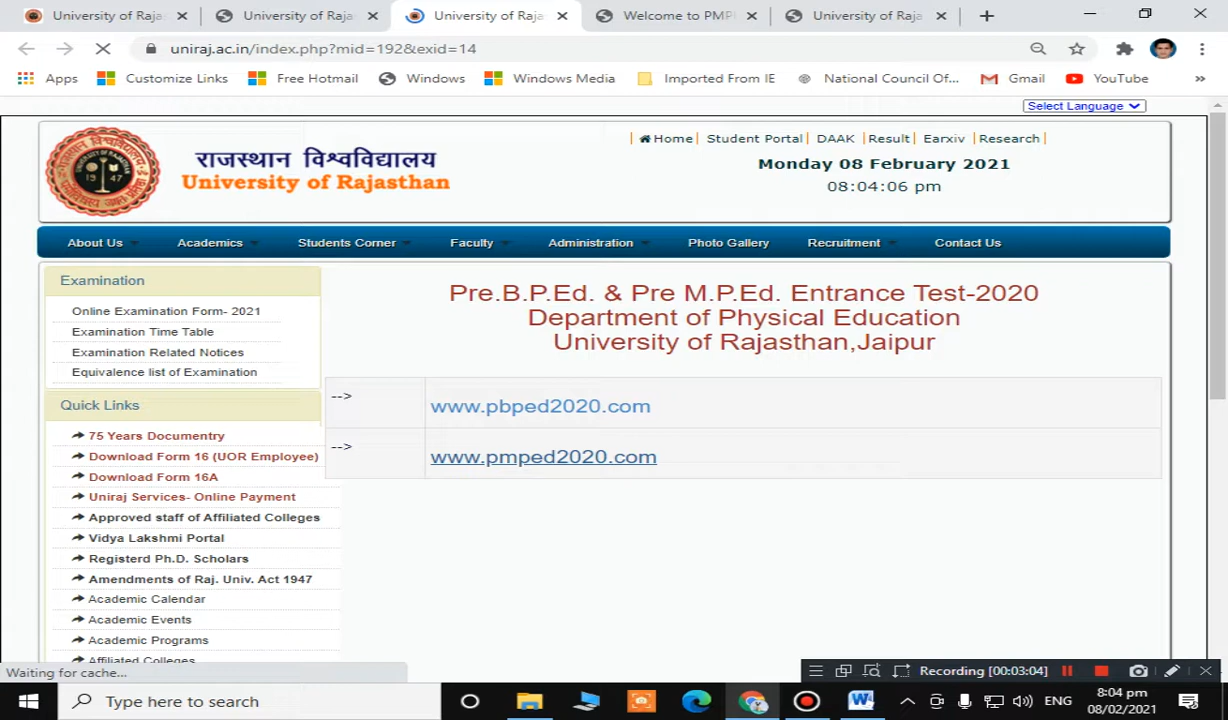 University of Raja
University of Raja
University of Raja
Welcome to PMP
University of Raja
uniraj.ac.in/index.php?mid=192&exid=14
Apps
Customize Links
Free Hotmail
Windows
Windows Media
Imported From IE
National Council Of...
Gmail
YouTube
»
Select Language
राजस्थान विश्वविद्यालय
University of Rajasthan
Home| Student Portal | DAAK |Result| Earxiv |Research|
Monday 08 February 2021
08:04:06 pm
About Us
Academics
Students Corner
Faculty
Administration
Photo Gallery
Recruitment
Contact Us
Examination
Online Examination Form- 2021
Examination Time Table
Examination Related Notices
Equivalence list of Examination
Quick Links
75 Years Documentry
Download Form 16 (UOR Employee)
Download Form 16A
Uniraj Services- Online Payment
Approved staff of Affiliated Colleges
Vidya Lakshmi Portal
Registerd Ph.D. Scholars
Amendments of Raj. Univ. Act 1947
Academic Calendar
Academic Events
Academic Programs
Affiliated Colleges
Pre.B.P.Ed. & Pre M.P.Ed. Entrance Test-2020
Department of Physical Education
University of Rajasthan,Jaipur
--> www.pbped2020.com
--> www.pmped2020.com
Waiting for cache...
Recording [00:03:04]
Type here to search
ENG
8:04 pm
08/02/2021